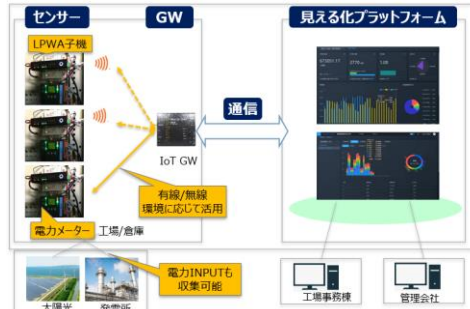 センサー
GW
見える化プラットフォーム
LPWA子機
通信
IoT GW
有線/無線
環境に応じて活用
電力メーター
工場/倉庫
電力INPUTも
収集可能
太陽光
発電所
工場事務棟
管理会社